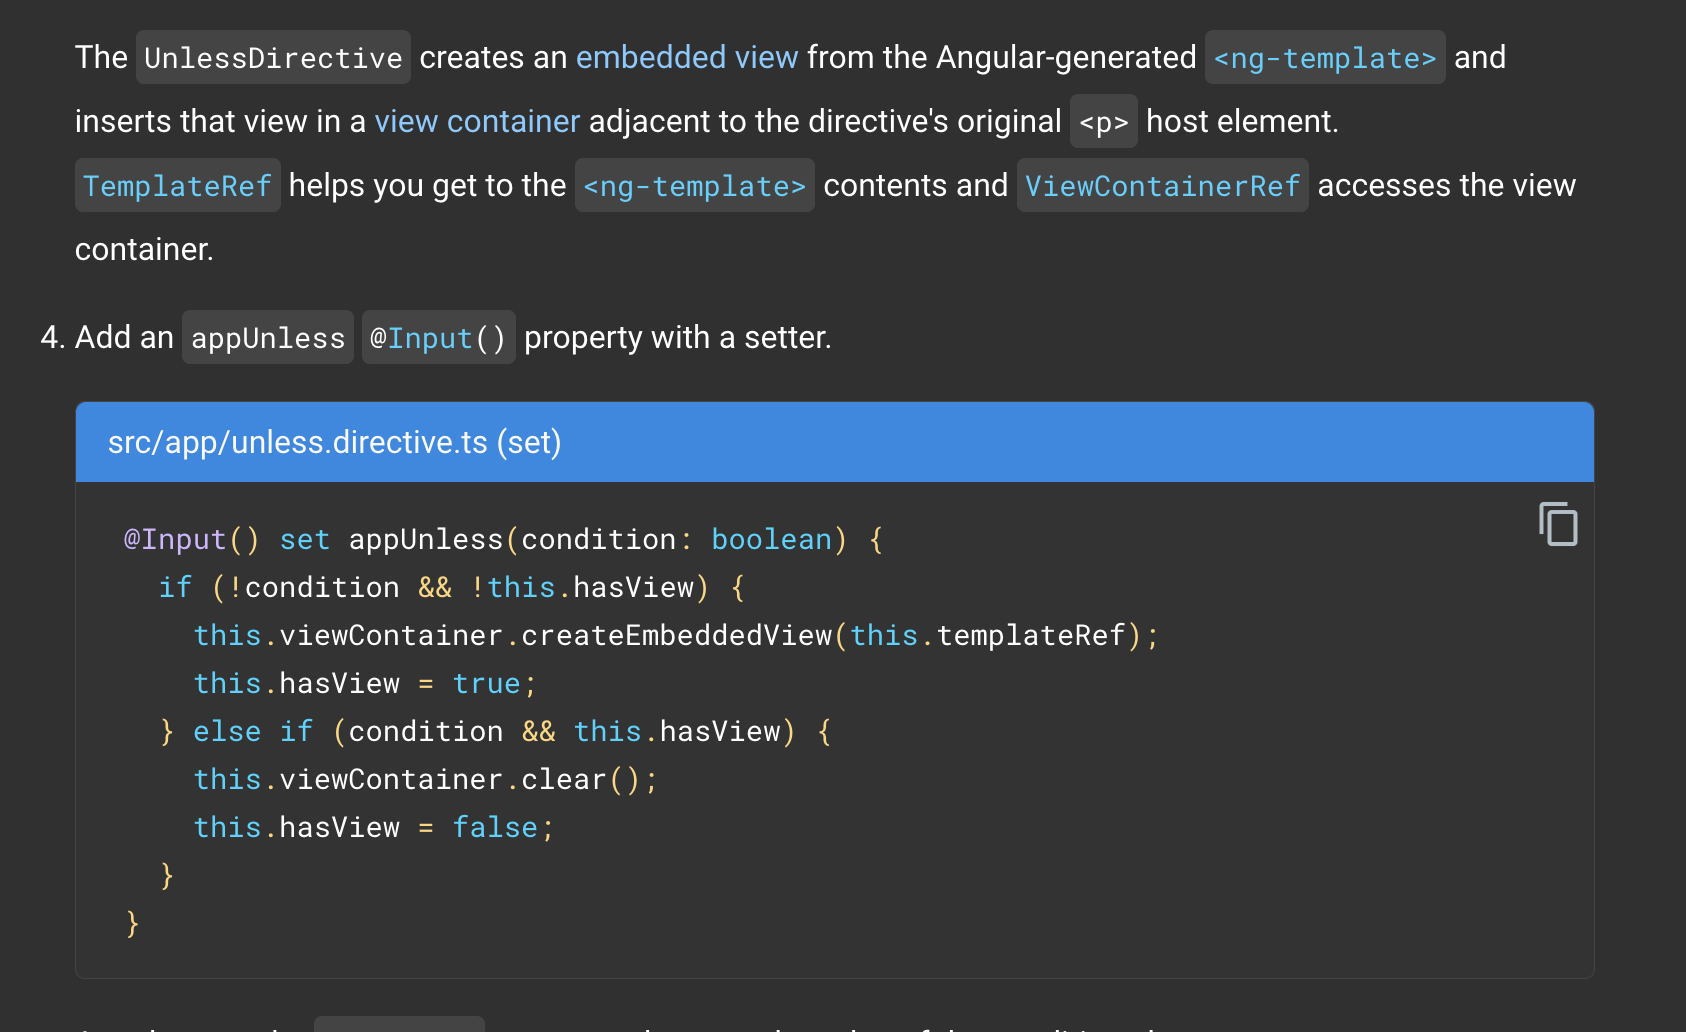 The UnlessDirective creates an embedded view from the Angular-generated <ng-template> and
inserts that view in a view container adjacent to the directive's original <p> host element.
TemplateRef helps you get to the <ng-template> contents and ViewContainerRef accesses the view
container.
4. Add an appUnless @Input() property with a setter.
src/app/unless.directive.ts (set)
@Input() set appUnless(condition: boolean) {
  if (!condition && !this.hasView) {
    this.viewContainer.createEmbeddedView(this.templateRef);
    this.hasView = true;
  } else if (condition && this.hasView) {
    this.viewContainer.clear();
    this.hasView = false;
  }
}